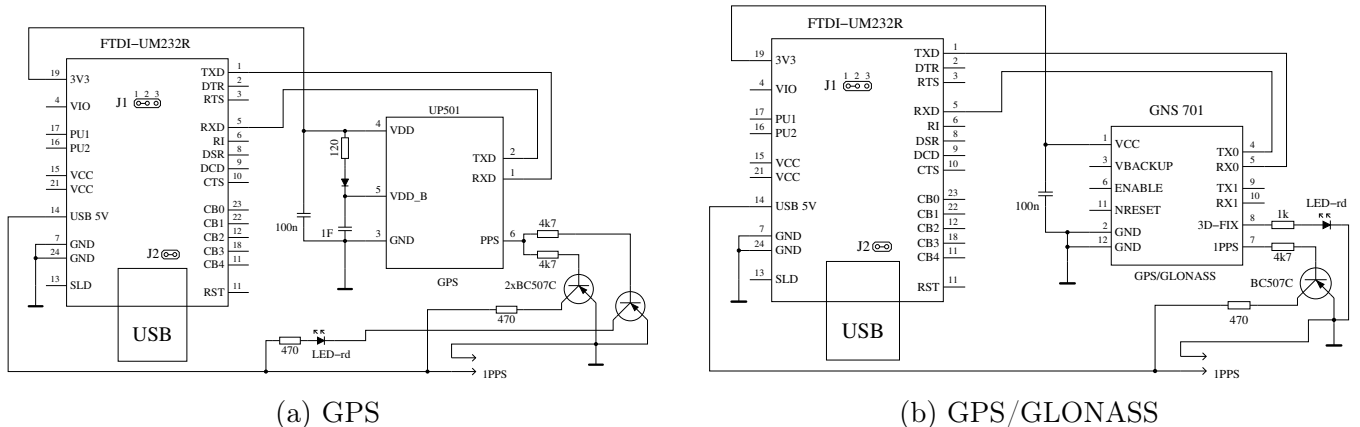 FTDI−UM232R
19 3V3
TXD 1
DTR 2
RTS 3
J1 1 2 3
4 VIO
RXD 5
RI 6
DSR 8
DCD 9
CTS 10
17 PU1
16 PU2
15 VCC
21 VCC
14 USB 5V
CB0 23
CB1 22
CB2 12
CB3 18
CB4 11
7 GND
24 GND
J2
13 SLD
RST 11
USB
UP501
4 VDD
120
TXD 2
RXD 1
5 VDD_B
100n
1F
3 GND
PPS 6
4k7
4k7
GPS
2xBC507C
470
470
LED−rd
1PPS
(a) GPS
FTDI−UM232R
19 3V3
TXD 1
DTR 2
RTS 3
J1 1 2 3
4 VIO
RXD 5
RI 6
DSR 8
DCD 9
CTS 10
17 PU1
16 PU2
15 VCC
21 VCC
14 USB 5V
CB0 23
CB1 22
CB2 12
CB3 18
CB4 11
7 GND
24 GND
J2
13 SLD
RST 11
USB
GNS 701
1 VCC
TX0 4
RX0 5
3 VBACKUP
6 ENABLE
TX1 9
RX1 10
11 NRESET
100n
3D−FIX 8
1k
LED−rd
2 GND
12 GND
1PPS 7
4k7
GPS/GLONASS
BC507C
470
1PPS
(b) GPS/GLONASS